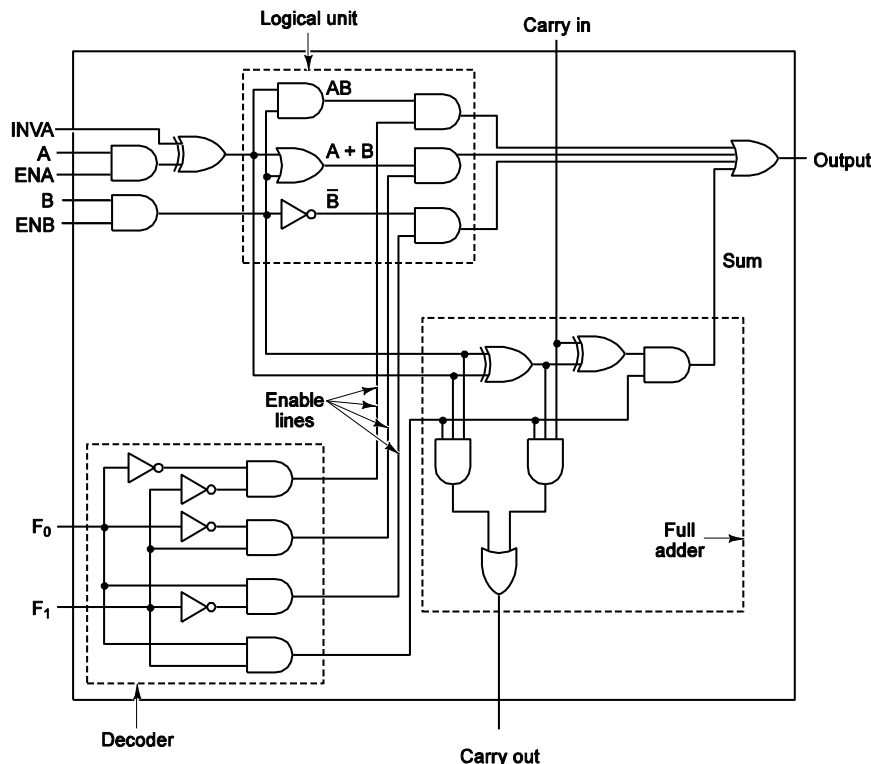 Logical unit
Carry in
INVA
A
ENA
B
ENB
AB
A + B
B̅
Output
Sum
Enable
lines
F₀
F₁
Full
adder
Decoder
Carry out